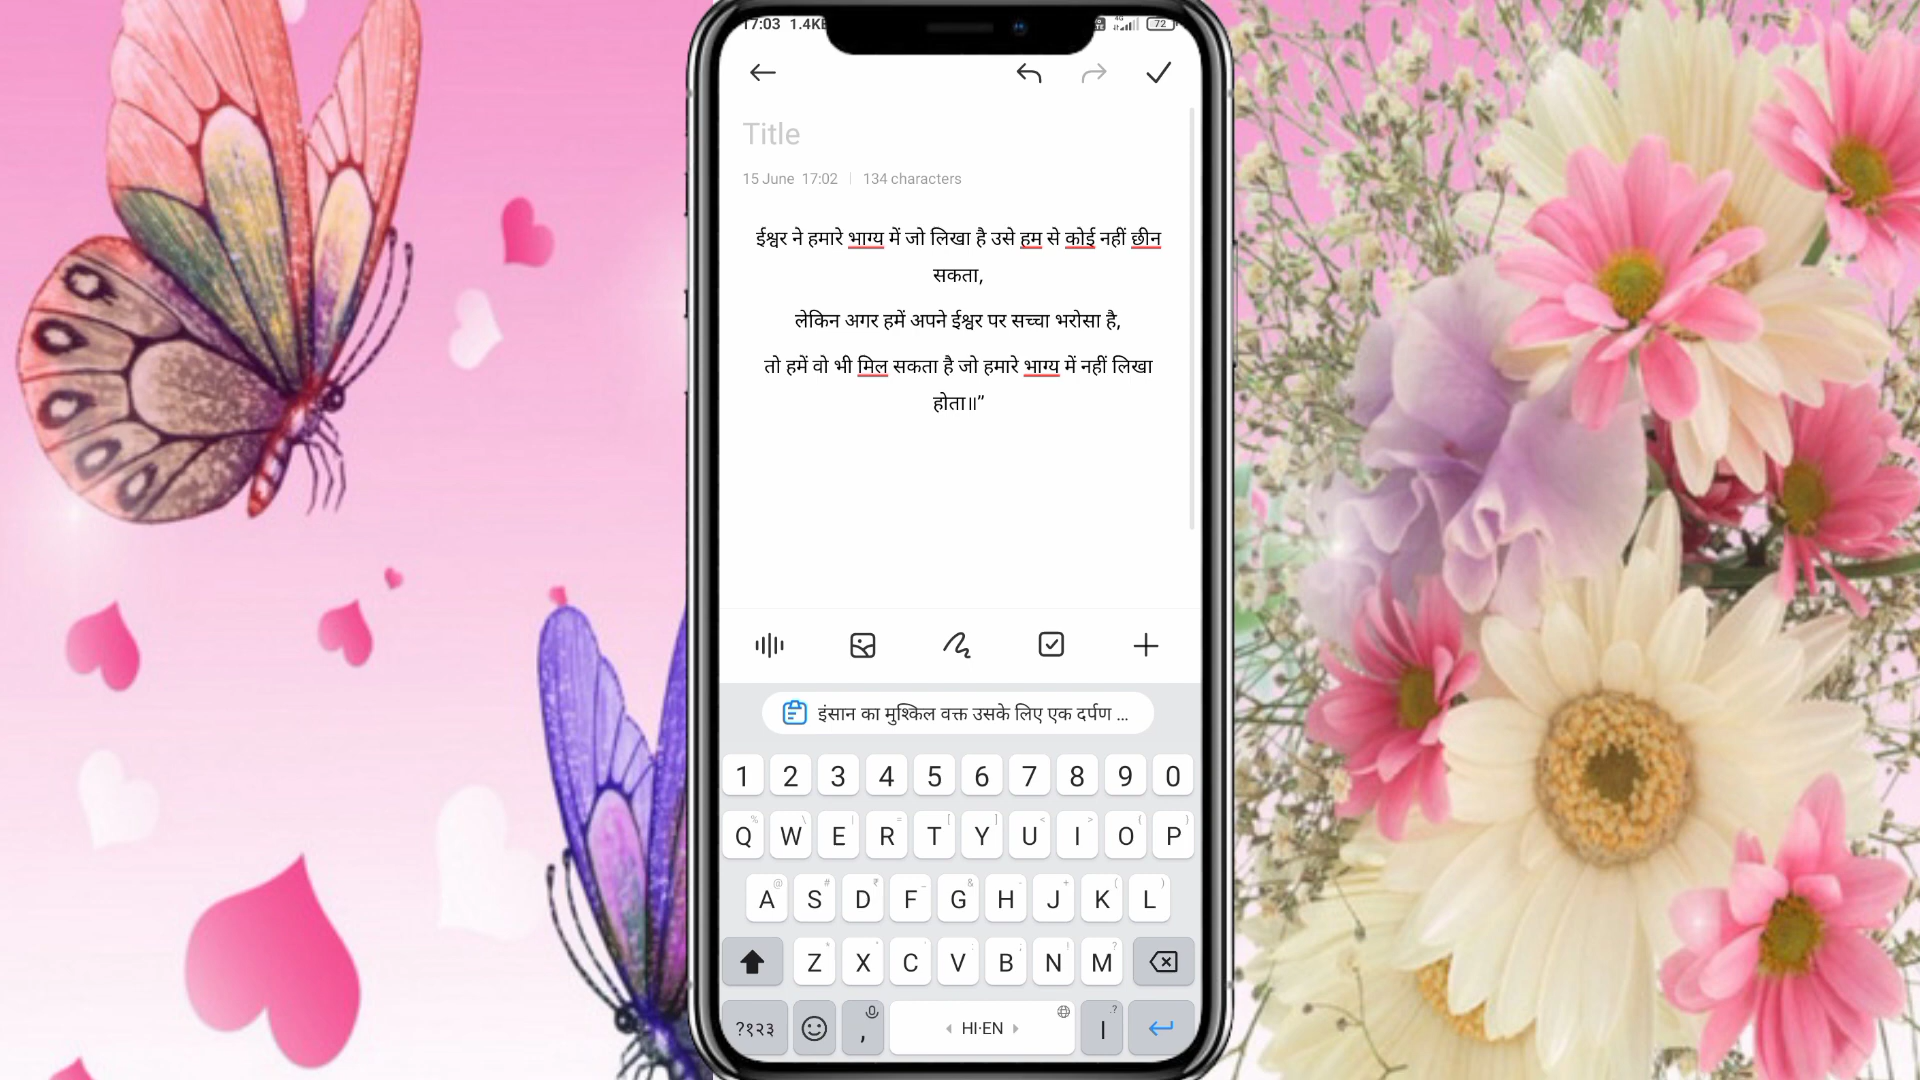 17:03 1.4K
4G
72
Title
15 June 17:02 | 134 characters
ईश्वर ने हमारे भाग्य में जो लिखा है उसे हम से कोई नहीं छीन
सकता,
लेकिन अगर हमें अपने ईश्वर पर सच्चा भरोसा है,
तो हमें वो भी मिल सकता है जो हमारे भाग्य में नहीं लिखा
होता॥”
इंसान का मुश्किल वक्त उसके लिए एक दर्पण ...
1 2 3 4 5 6 7 8 9 0
Q W E R T Y U I O P
A S D F G H J K L
Z X C V B N M
?१२३ , HI·EN |